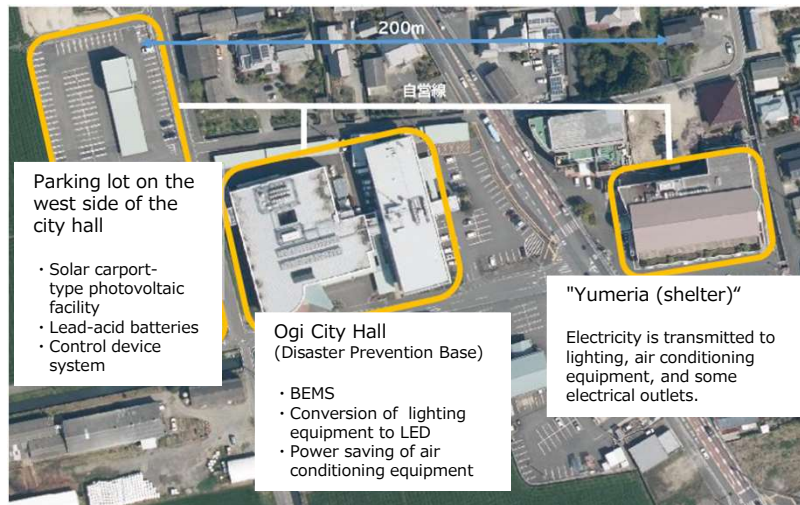 200m
自営線
Parking lot on the
west side of the
city hall
・Solar carport-
type photovoltaic
facility
・Lead-acid batteries
・Control device
system
Ogi City Hall
(Disaster Prevention Base)
・BEMS
・Conversion of lighting
equipment to LED
・Power saving of air
conditioning equipment
"Yumeria (shelter)“
Electricity is transmitted to
lighting, air conditioning
equipment, and some
electrical outlets.